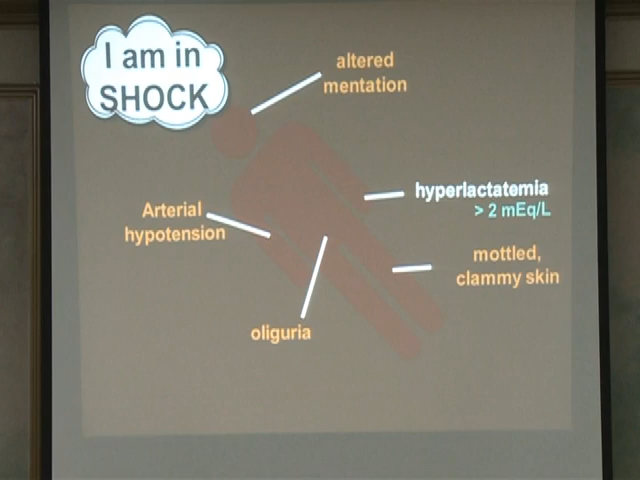 I am in
SHOCK
altered
mentation
hyperlactatemia
> 2 mEq/L
Arterial
hypotension
mottled,
clammy skin
oliguria